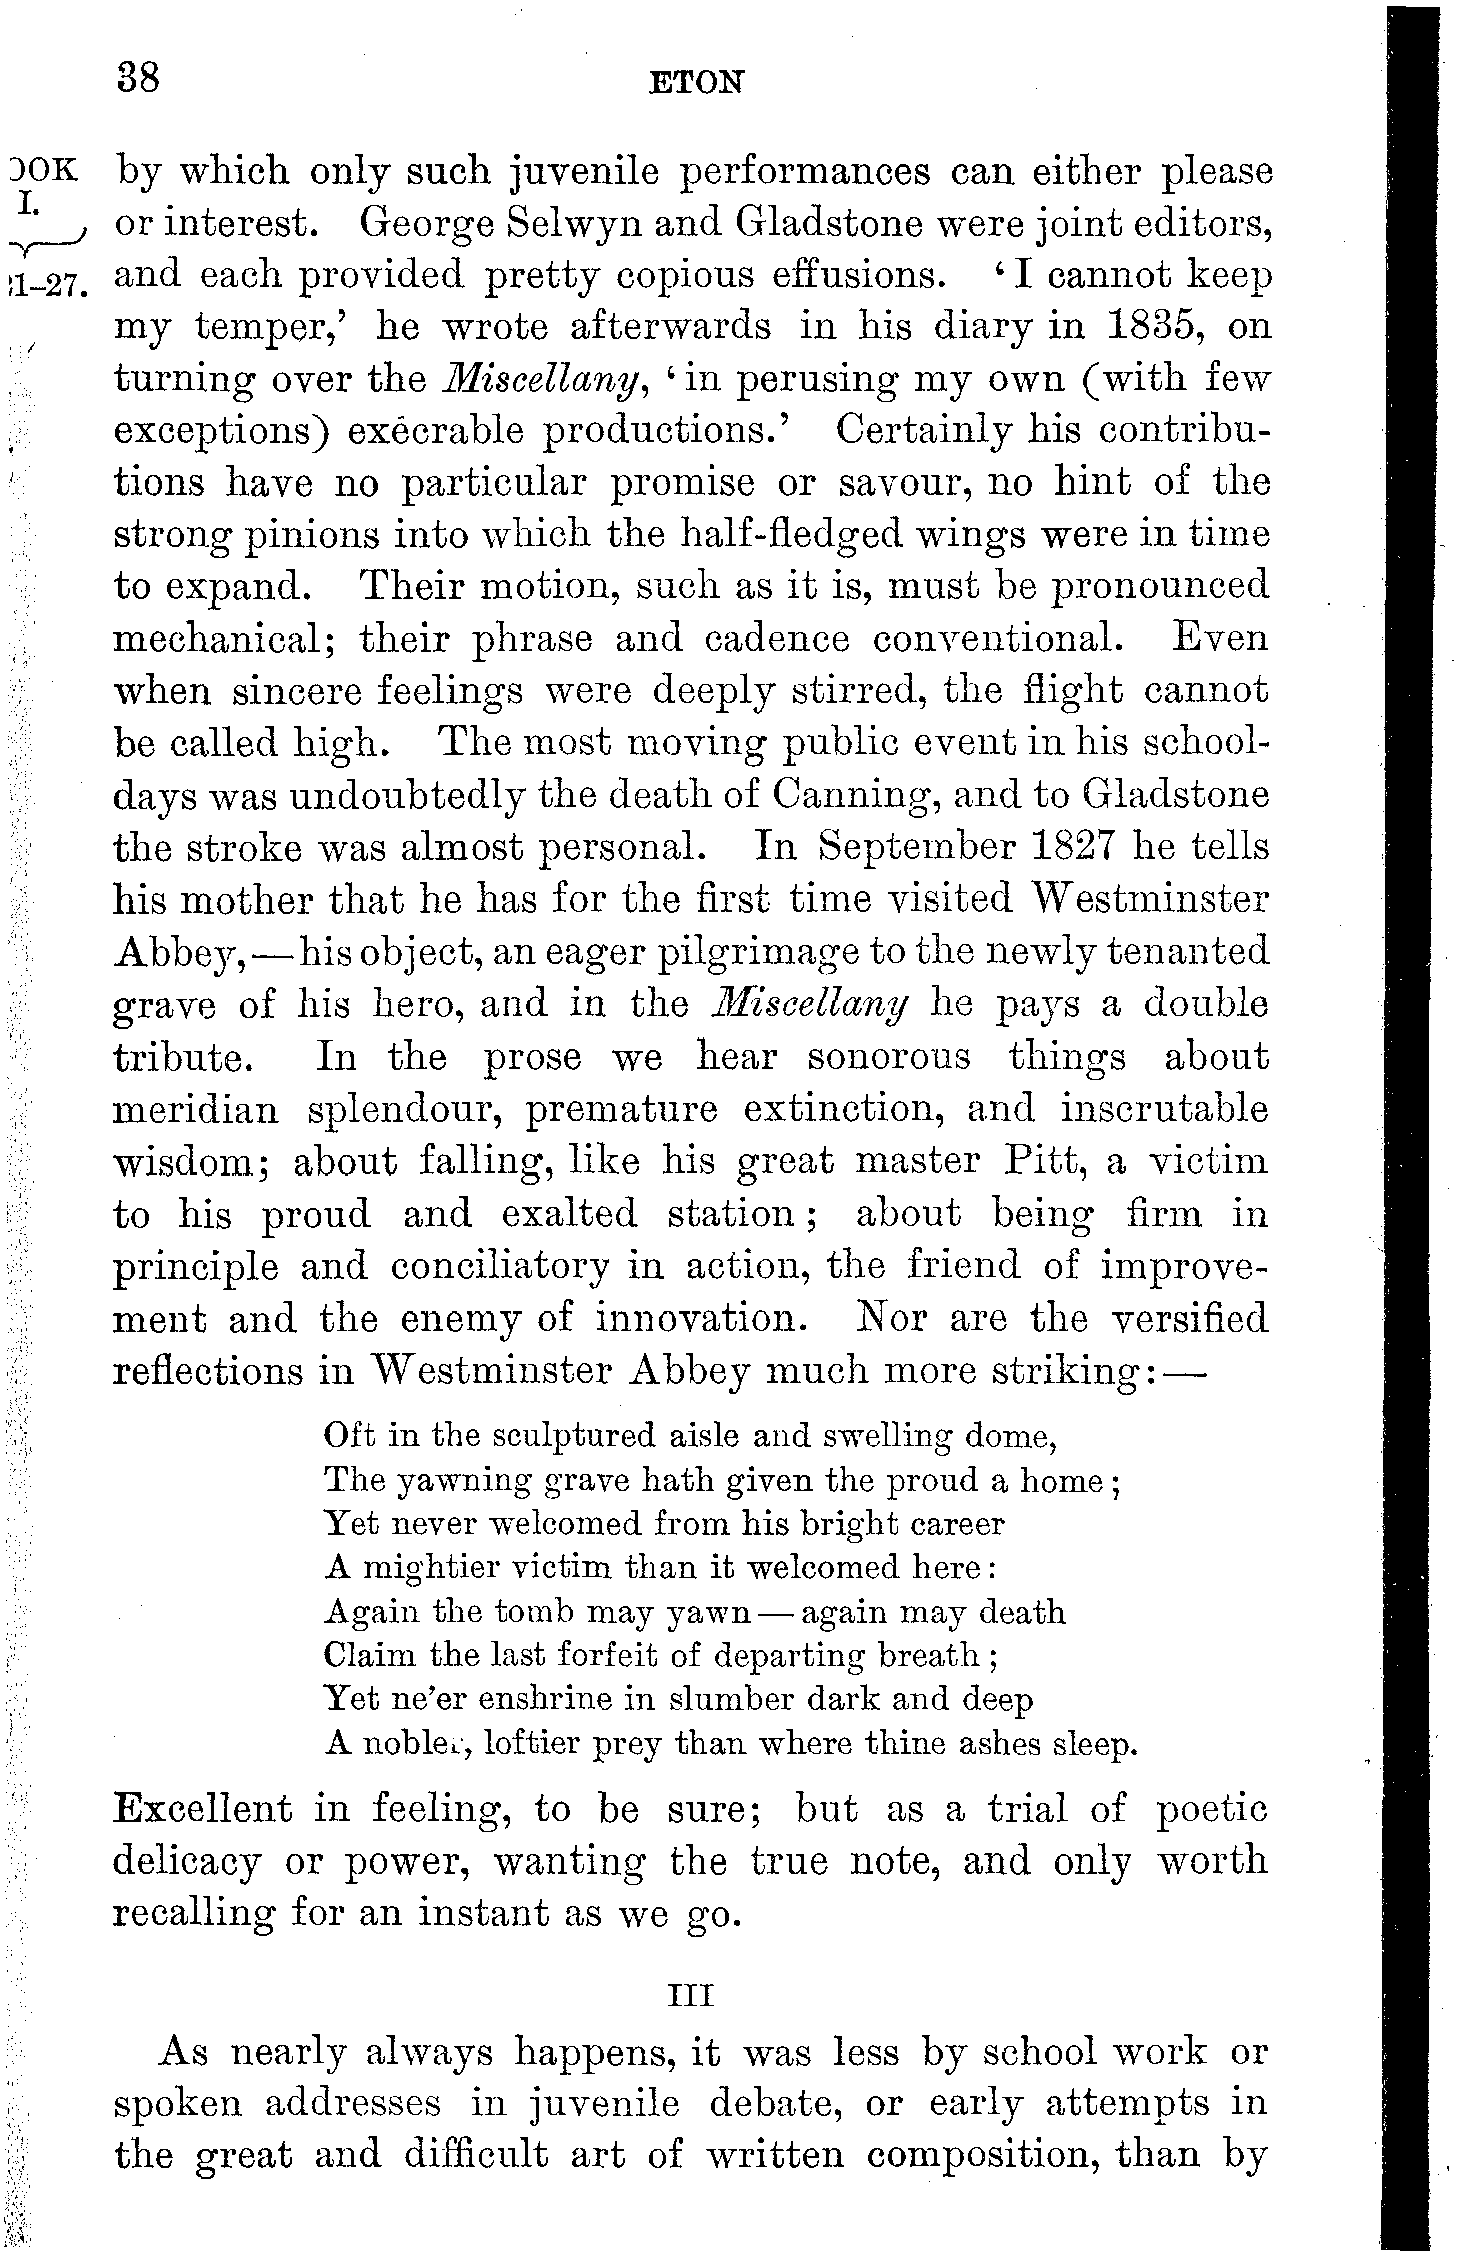 38 ETON
OOK
I.
1–27.
by which only such juvenile performances can either please
or interest. George Selwyn and Gladstone were joint editors,
and each provided pretty copious effusions. ‘I cannot keep
my temper,’ he wrote afterwards in his diary in 1835, on
turning over the Miscellany, ‘in perusing my own (with few
exceptions) execrable productions.’ Certainly his contribu-
tions have no particular promise or savour, no hint of the
strong pinions into which the half-fledged wings were in time
to expand. Their motion, such as it is, must be pronounced
mechanical; their phrase and cadence conventional. Even
when sincere feelings were deeply stirred, the flight cannot
be called high. The most moving public event in his school-
days was undoubtedly the death of Canning, and to Gladstone
the stroke was almost personal. In September 1827 he tells
his mother that he has for the first time visited Westminster
Abbey,—his object, an eager pilgrimage to the newly tenanted
grave of his hero, and in the Miscellany he pays a double
tribute. In the prose we hear sonorous things about
meridian splendour, premature extinction, and inscrutable
wisdom; about falling, like his great master Pitt, a victim
to his proud and exalted station; about being firm in
principle and conciliatory in action, the friend of improve-
ment and the enemy of innovation. Nor are the versified
reflections in Westminster Abbey much more striking:—
Oft in the sculptured aisle and swelling dome,
The yawning grave hath given the proud a home;
Yet never welcomed from his bright career
A mightier victim than it welcomed here:
Again the tomb may yawn—again may death
Claim the last forfeit of departing breath;
Yet ne’er enshrine in slumber dark and deep
A nobler, loftier prey than where thine ashes sleep.
Excellent in feeling, to be sure; but as a trial of poetic
delicacy or power, wanting the true note, and only worth
recalling for an instant as we go.
III
As nearly always happens, it was less by school work or
spoken addresses in juvenile debate, or early attempts in
the great and difficult art of written composition, than by